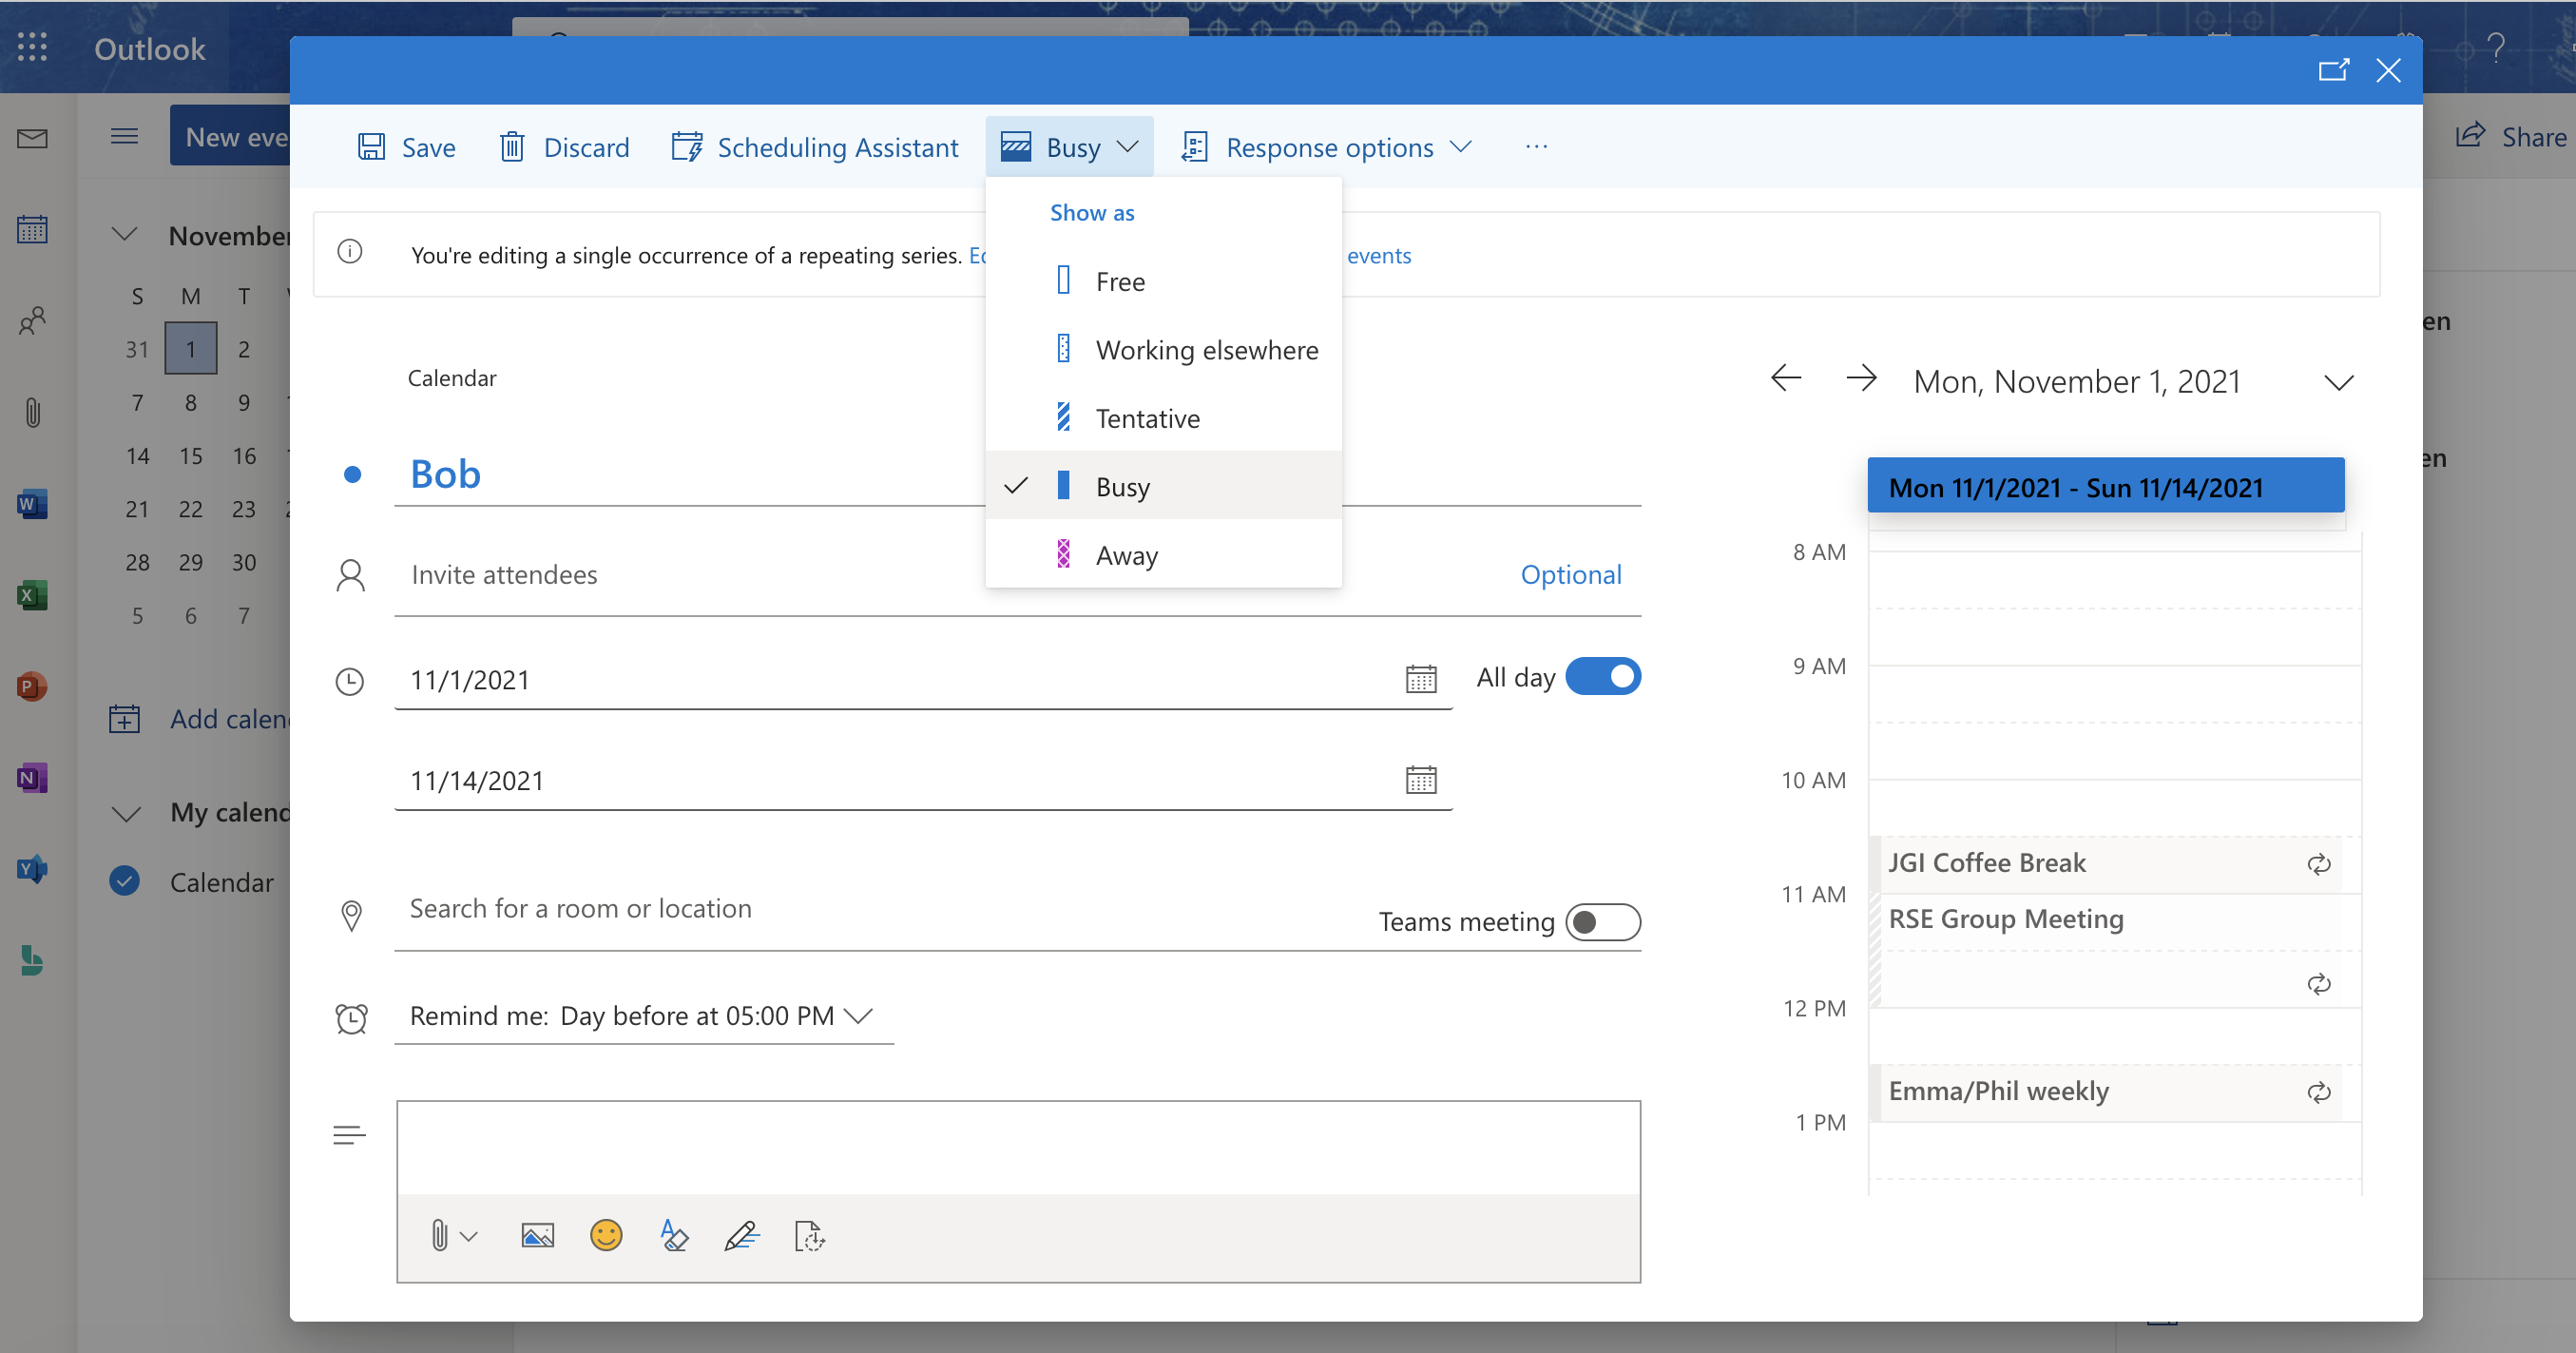 Outlook
New eve
Share
Save
Discard
Scheduling Assistant
Busy
Response options
Show as
Free
Working elsewhere
Tentative
Busy
Away
You're editing a single occurrence of a repeating series.
events
November
S M T
31 1 2
7 8 9
14 15 16
21 22 23
28 29 30
5 6 7
Add calen
My calend
Calendar
Calendar
Bob
Invite attendees
Optional
11/1/2021
All day
11/14/2021
Search for a room or location
Teams meeting
Remind me: Day before at 05:00 PM
Mon, November 1, 2021
Mon 11/1/2021 - Sun 11/14/2021
8 AM
9 AM
10 AM
JGI Coffee Break
11 AM
RSE Group Meeting
12 PM
Emma/Phil weekly
1 PM
en
en
W
X
P
N
Y